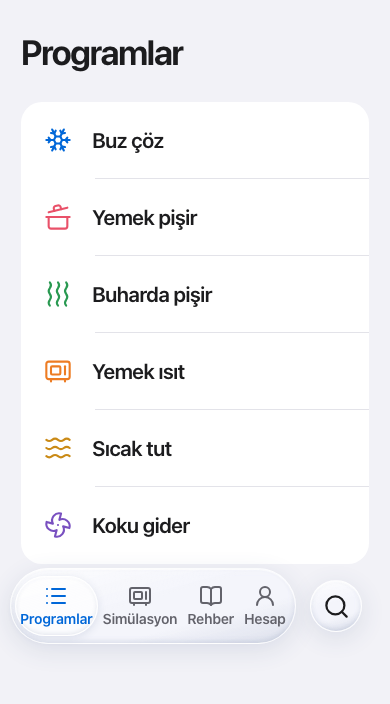 Programlar
Buz çöz
Yemek pişir
Buharda pişir
Yemek ısıt
Sıcak tut
Koku gider
Programlar Simülasyon Rehber Hesap